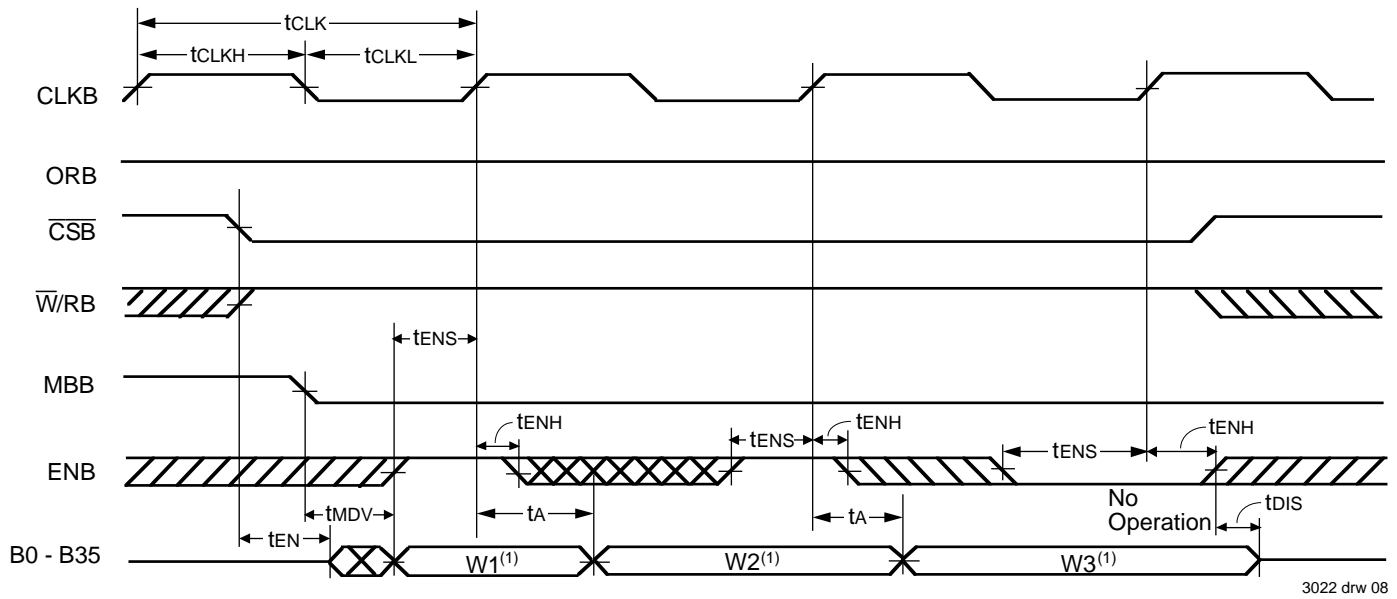 tCLK
tCLKH
tCLKL
CLKB
ORB
CSB
W/RB
tENS
MBB
tENH
tENS
tENH
tENS
tENH
ENB
No
Operation
tMDV
tA
tA
tDIS
tEN
B0 - B35
W1(1)
W2(1)
W3(1)
3022 drw 08